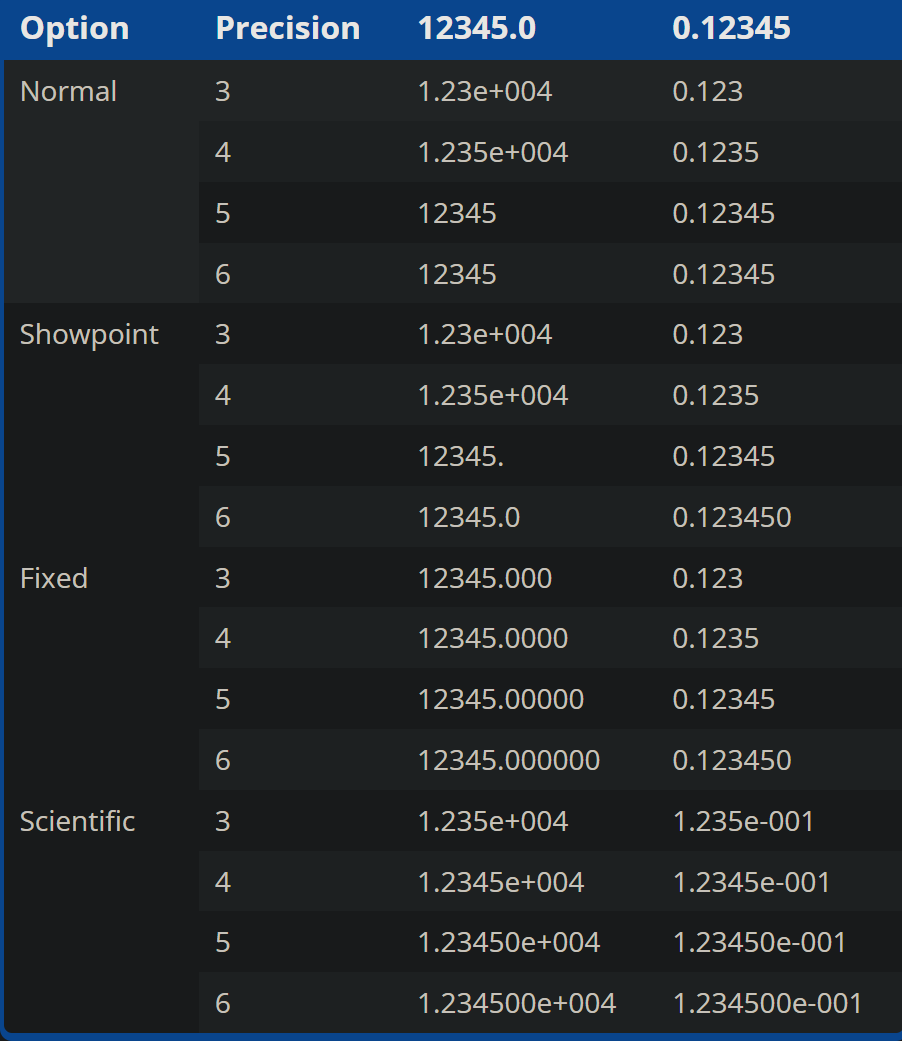 Option Precision 12345.0 0.12345
Normal 3 1.23e+004 0.123
4 1.235e+004 0.1235
5 12345 0.12345
6 12345 0.12345
Showpoint 3 1.23e+004 0.123
4 1.235e+004 0.1235
5 12345. 0.12345
6 12345.0 0.123450
Fixed 3 12345.000 0.123
4 12345.0000 0.1235
5 12345.00000 0.12345
6 12345.000000 0.123450
Scientific 3 1.235e+004 1.235e-001
4 1.2345e+004 1.2345e-001
5 1.23450e+004 1.23450e-001
6 1.234500e+004 1.234500e-001